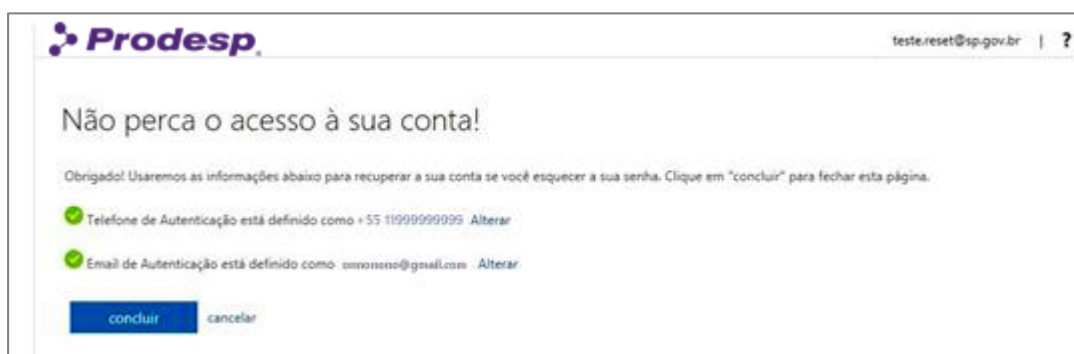 Prodesp
teste.reset@sp.gov.br | ?
Não perca o acesso à sua conta!
Obrigado! Usaremos as informações abaixo para recuperar a sua conta se você esquecer a sua senha. Clique em "concluir" para fechar esta página.
Telefone de Autenticação está definido como +55 11999999999 Alterar
Email de Autenticação está definido como Alterar
concluir cancelar